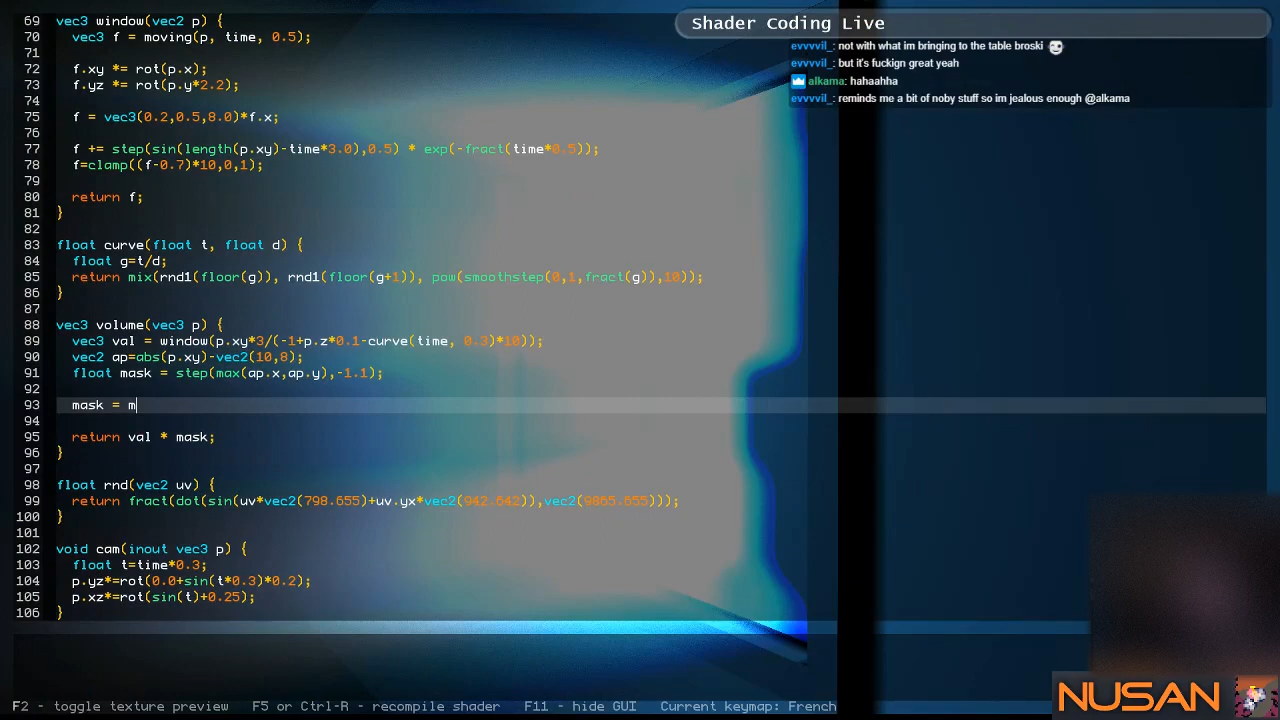 Shader Coding Live
evvvvil_: not with what im bringing to the table broski
evvvvil_: but it's fuckign great yeah
alkama: hahaahha
evvvvil_: reminds me a bit of noby stuff so im jealous enough @alkama
69 vec3 window(vec2 p) {
70   vec3 f = moving(p, time, 0.5);
71
72   f.xy *= rot(p.x);
73   f.yz *= rot(p.y*2.2);
74
75   f = vec3(0.2,0.5,8.0)*f.x;
76
77   f += step(sin(length(p.xy)-time*3.0),0.5) * exp(-fract(time*0.5));
78   f=clamp((f-0.7)*10,0,1);
79
80   return f;
81 }
82
83 float curve(float t, float d) {
84   float g=t/d;
85   return mix(rnd1(floor(g)), rnd1(floor(g+1)), pow(smoothstep(0,1,fract(g)),10));
86 }
87
88 vec3 volume(vec3 p) {
89   vec3 val = window(p.xy*3/(-1+p.z*0.1-curve(time, 0.3)*10));
90   vec2 ap=abs(p.xy)-vec2(10,8);
91   float mask = step(max(ap.x,ap.y),-1.1);
92
93   mask = m
94
95   return val * mask;
96 }
97
98 float rnd(vec2 uv) {
99   return fract(dot(sin(uv*vec2(798.655)+uv.yx*vec2(942.642)),vec2(9865.655)));
100 }
101
102 void cam(inout vec3 p) {
103   float t=time*0.3;
104   p.yz*=rot(0.0+sin(t*0.3)*0.2);
105   p.xz*=rot(sin(t)+0.25);
106 }
F2 - toggle texture preview   F5 or Ctrl-R - recompile shader   F11 - hide GUI   Current keymap: French
NUSAN